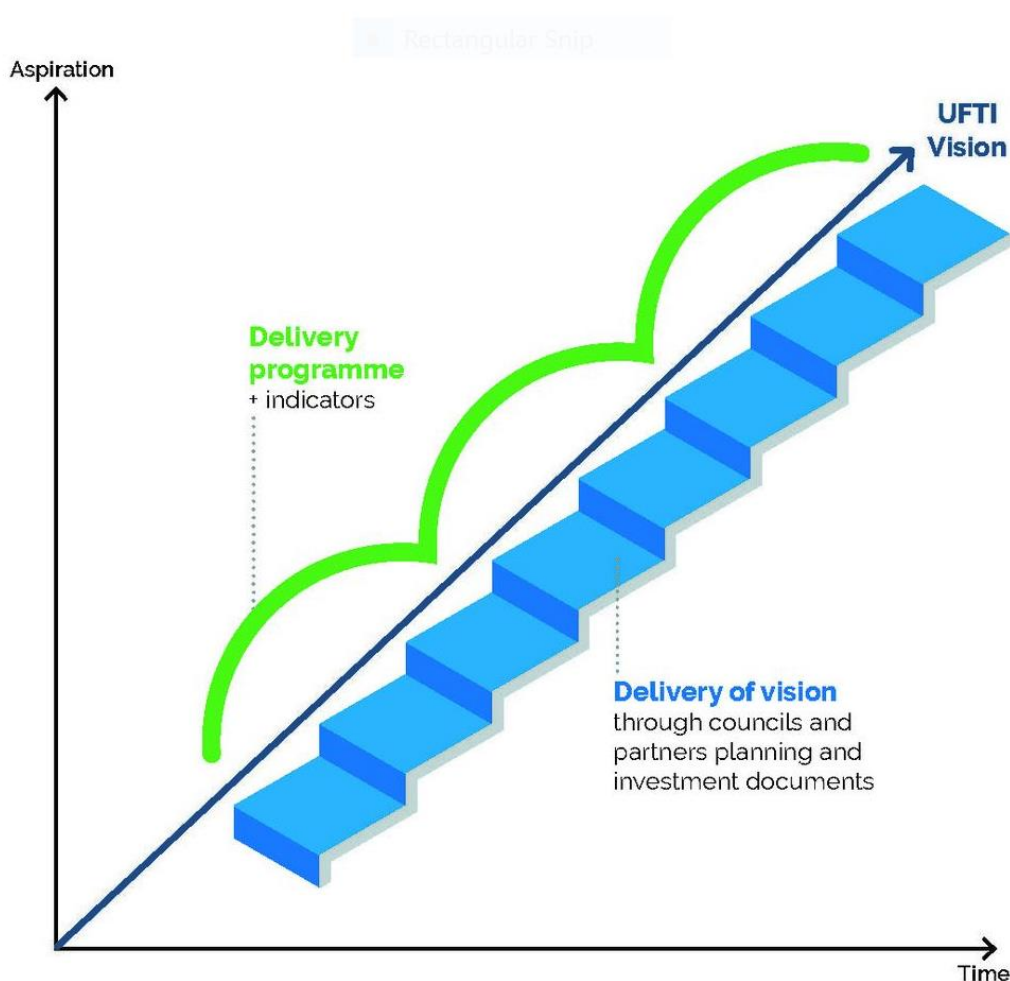 Rectangular Snip
Aspiration
UFTI
Vision
Delivery
programme
+ indicators
Delivery of vision
through councils and
partners planning and
investment documents
Time